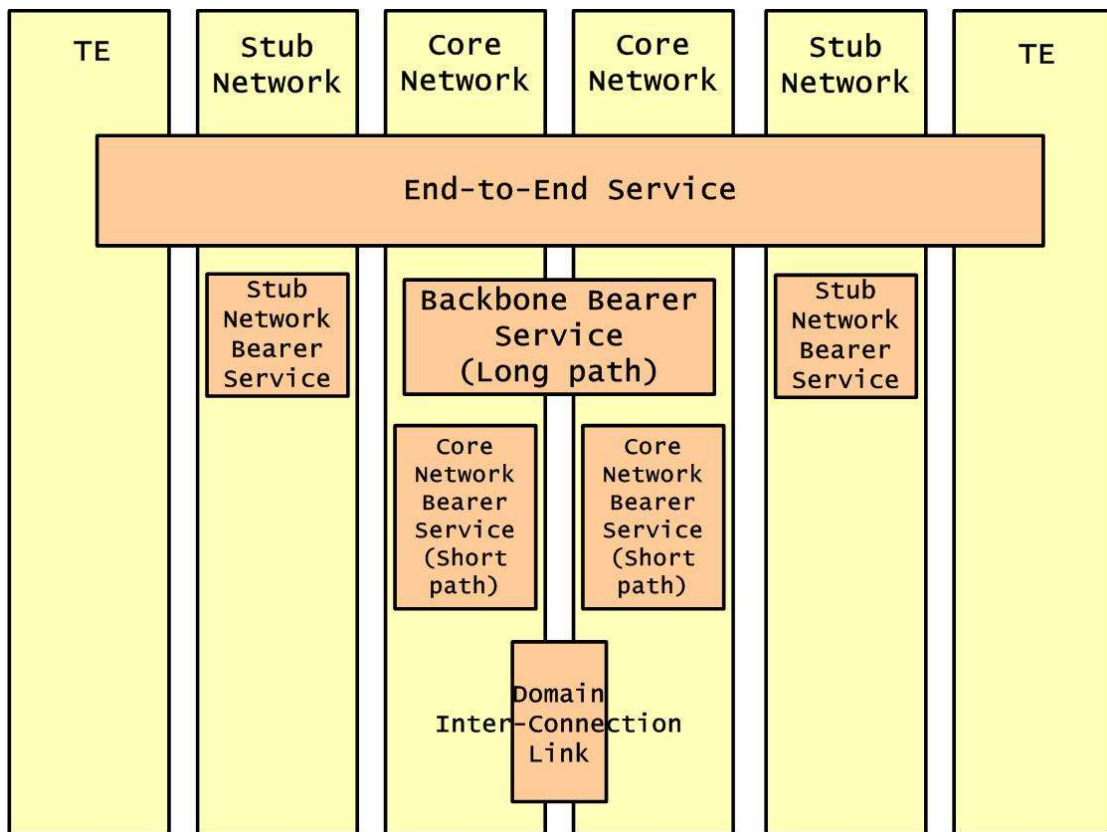 TE
Stub
Network
Core
Network
Core
Network
Stub
Network
TE
End-to-End Service
Stub
Network
Bearer
Service
Backbone Bearer
Service
(Long path)
Stub
Network
Bearer
Service
Core
Network
Bearer
Service
(Short
path)
Core
Network
Bearer
Service
(Short
path)
Domain
Inter-Connection
Link